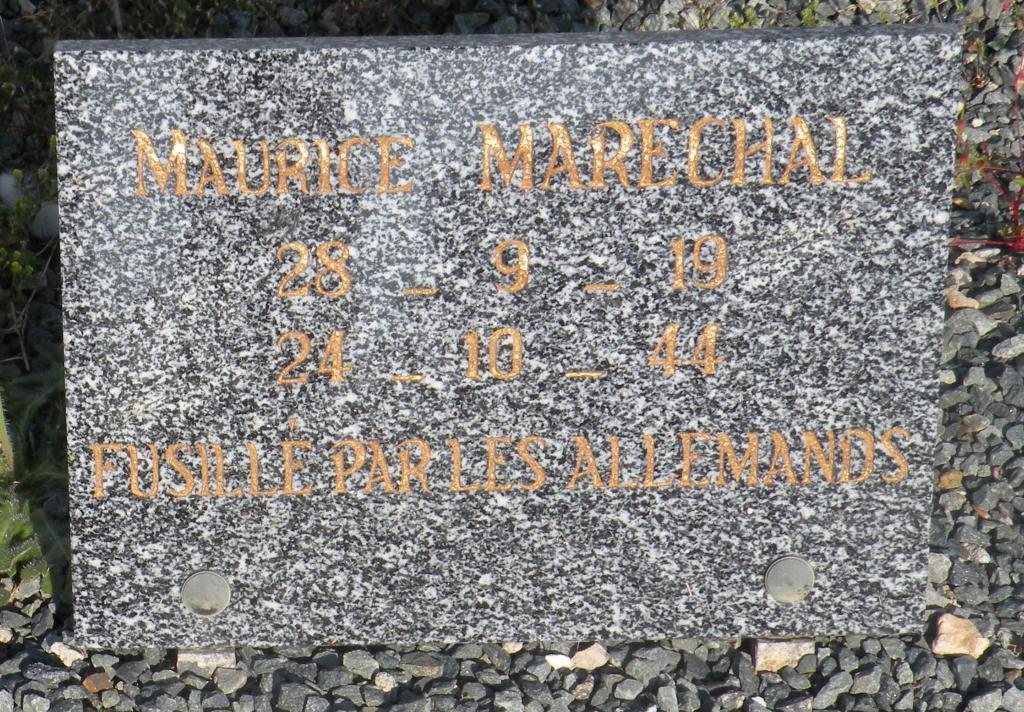 MAURICE MARECHAL
28 _ 9 _ 19
24 _ 10 _ 44
FUSILLÉ PAR LES ALLEMANDS